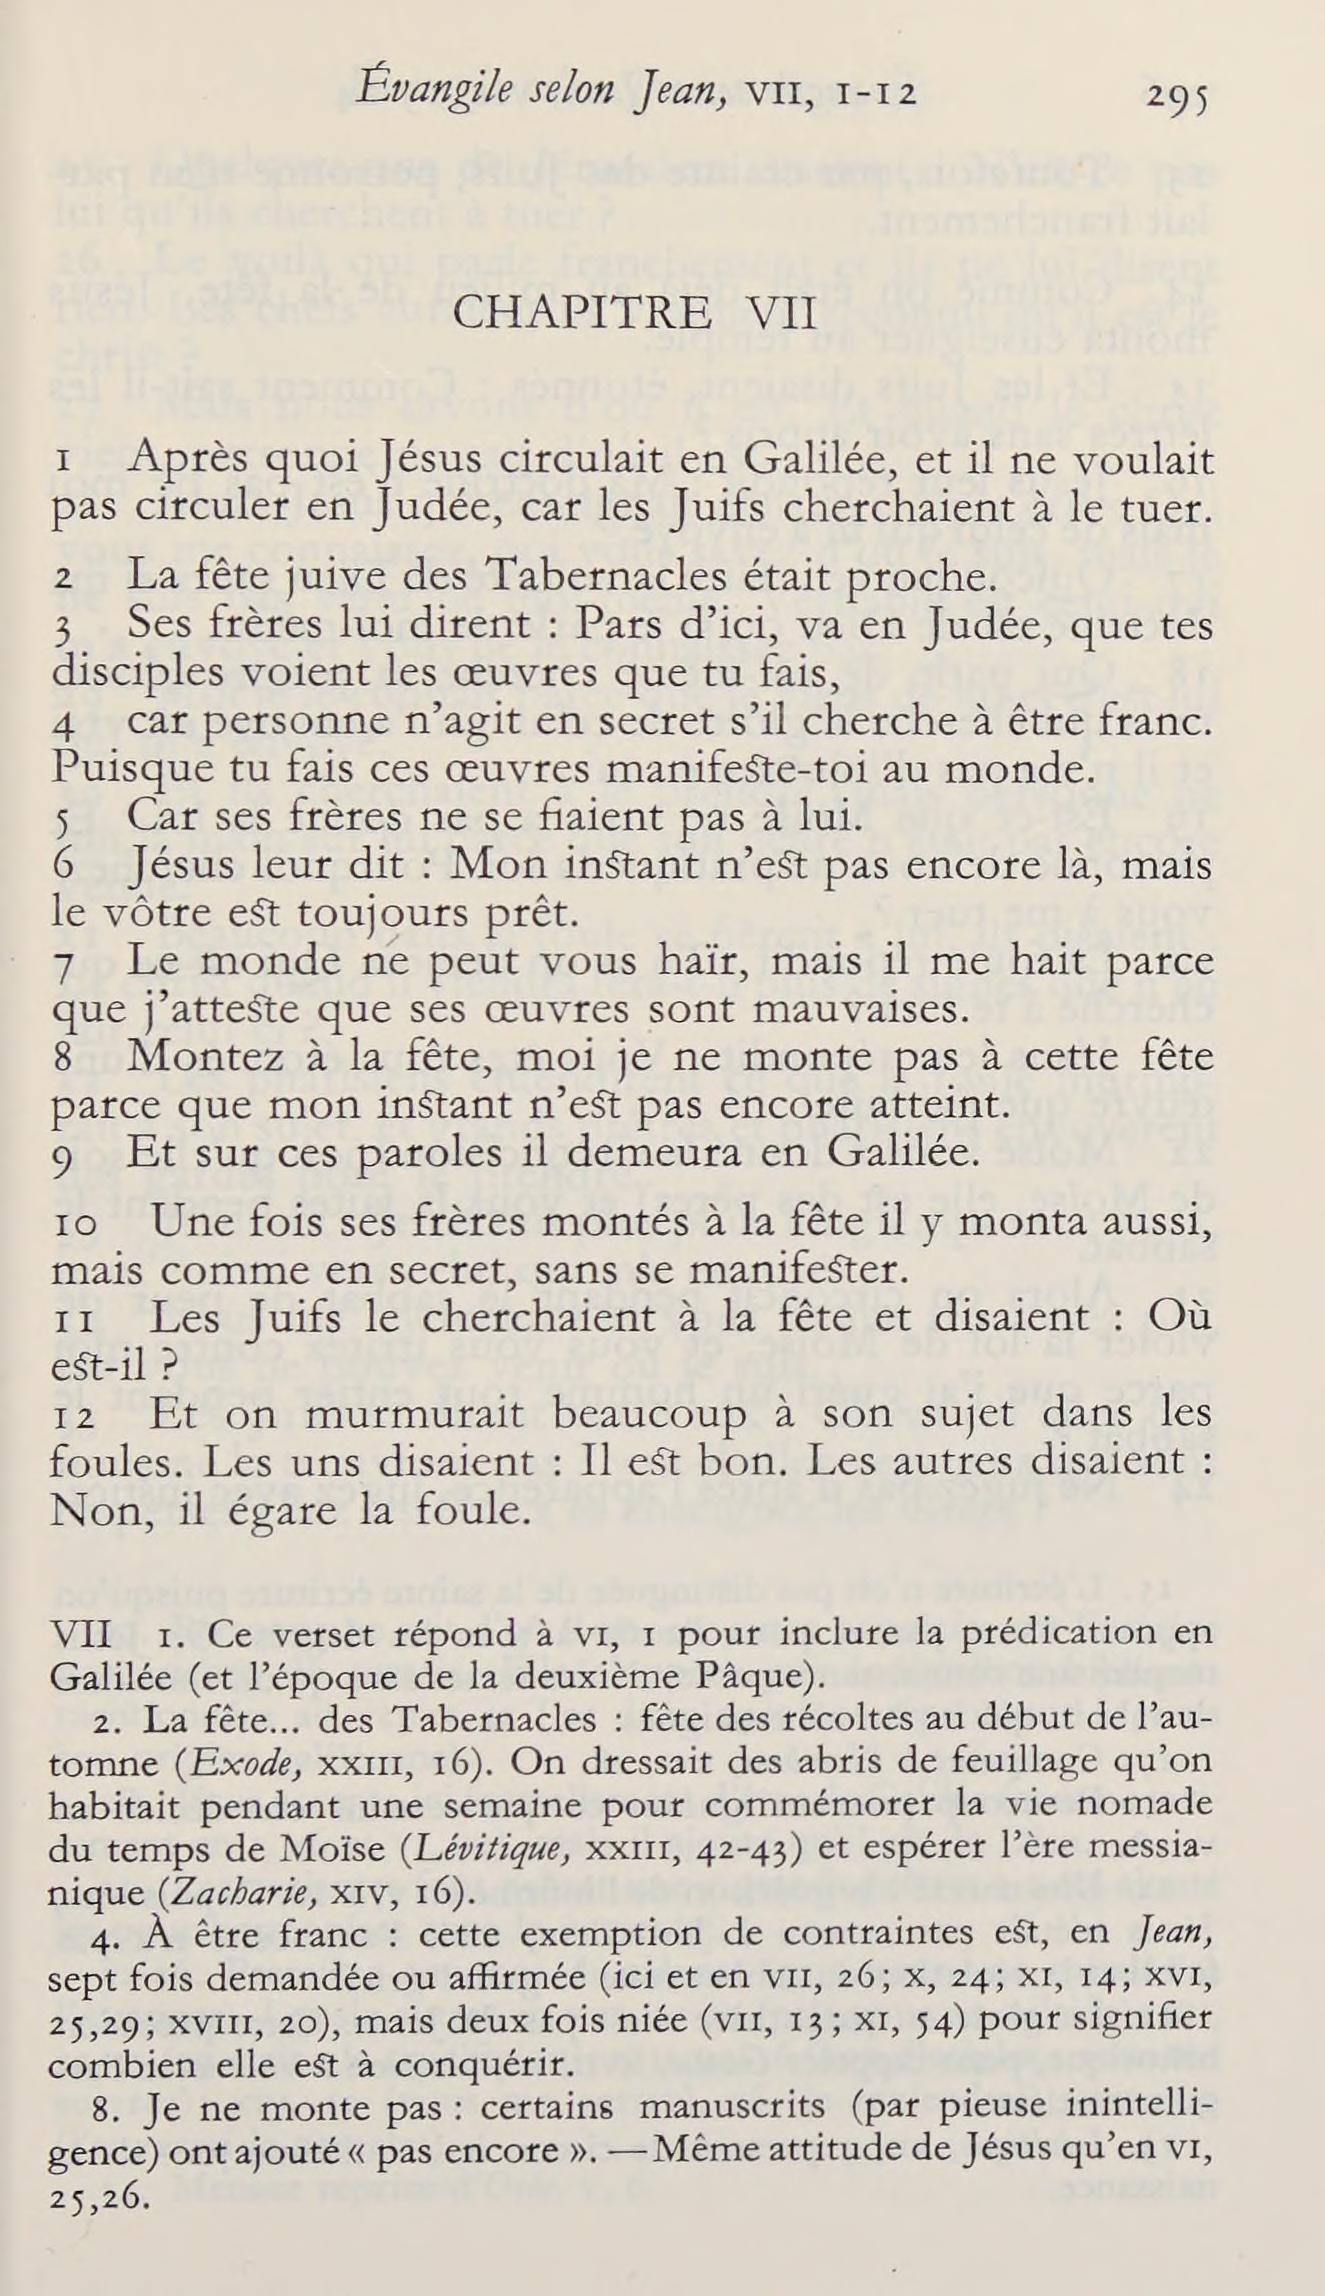 Évangile selon Jean, VII, 1-12 295
CHAPITRE VII
1 Après quoi Jésus circulait en Galilée, et il ne voulait
pas circuler en Judée, car les Juifs cherchaient à le tuer.
2 La fête juive des Tabernacles était proche.
3 Ses frères lui dirent : Pars d’ici, va en Judée, que tes
disciples voient les œuvres que tu fais,
4 car personne n’agit en secret s’il cherche à être franc.
Puisque tu fais ces œuvres manifeste-toi au monde.
5 Car ses frères ne se fiaient pas à lui.
6 Jésus leur dit : Mon instant n’est pas encore là, mais
le vôtre est toujours prêt.
7 Le monde ne peut vous haïr, mais il me hait parce
que j’atteste que ses œuvres sont mauvaises.
8 Montez à la fête, moi je ne monte pas à cette fête
parce que mon instant n’est pas encore atteint.
9 Et sur ces paroles il demeura en Galilée.
10 Une fois ses frères montés à la fête il y monta aussi,
mais comme en secret, sans se manifester.
11 Les Juifs le cherchaient à la fête et disaient : Où
est-il ?
12 Et on murmurait beaucoup à son sujet dans les
foules. Les uns disaient : Il est bon. Les autres disaient :
Non, il égare la foule.
VII 1. Ce verset répond à VI, 1 pour inclure la prédication en
Galilée (et l’époque de la deuxième Pâque).
2. La fête... des Tabernacles : fête des récoltes au début de l’au-
tomne (Exode, XXIII, 16). On dressait des abris de feuillage qu’on
habitait pendant une semaine pour commémorer la vie nomade
du temps de Moïse (Lévitique, XXIII, 42-43) et espérer l’ère messia-
nique (Zacharie, XIV, 16).
4. À être franc : cette exemption de contraintes est, en Jean,
sept fois demandée ou affirmée (ici et en VII, 26; X, 24; XI, 14; XVI,
25,29; XVIII, 20), mais deux fois niée (VII, 13 ; XI, 54) pour signifier
combien elle est à conquérir.
8. Je ne monte pas : certains manuscrits (par pieuse inintelli-
gence) ont ajouté « pas encore ». — Même attitude de Jésus qu’en VI,
25,26.